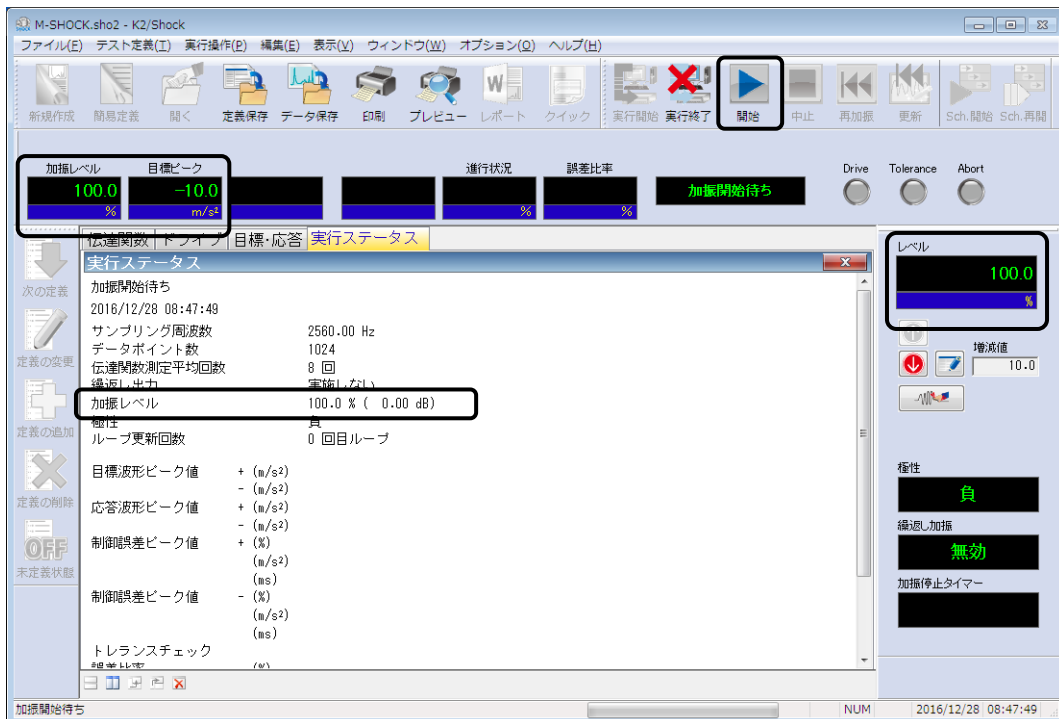 M-SHOCK.sho2 - K2/Shock
ファイル(F) テスト定義(T) 実行操作(P) 編集(E) 表示(V) ウィンドウ(W) オプション(O) ヘルプ(H)
新規作成 簡易定義 開く 定義保存 データ保存 印刷 プレビュー レポート クイック 実行開始 実行終了 開始 中止 再加振 更新 Sch.開始 Sch.再開
加振レベル 目標ピーク 進行状況 誤差比率 Drive Tolerance Abort
100.0 -10.0 加振開始待ち
% m/s² % %
伝達関数 ドライブ 目標・応答 実行ステータス
実行ステータス
加振開始待ち
2016/12/28 08:47:49
サンプリング周波数 2560.00 Hz
データポイント数 1024
伝達関数測定平均回数 8 回
繰返し出力 実施しない
加振レベル 100.0 % ( 0.00 dB)
極性 負
ループ更新回数 0 回目ループ
目標波形ピーク値 + (m/s²)
- (m/s²)
応答波形ピーク値 + (m/s²)
- (m/s²)
制御誤差ピーク値 + (%)
(m/s²)
(ms)
制御誤差ピーク値 - (%)
(m/s²)
(ms)
トレランスチェック
誤差比率 (%)
次の定義
定義の変更
定義の追加
定義の削除
OFF
未定義状態
レベル
100.0
%
増減値
10.0
極性
負
繰返し加振
無効
加振停止タイマー
加振開始待ち NUM 2016/12/28 08:47:49